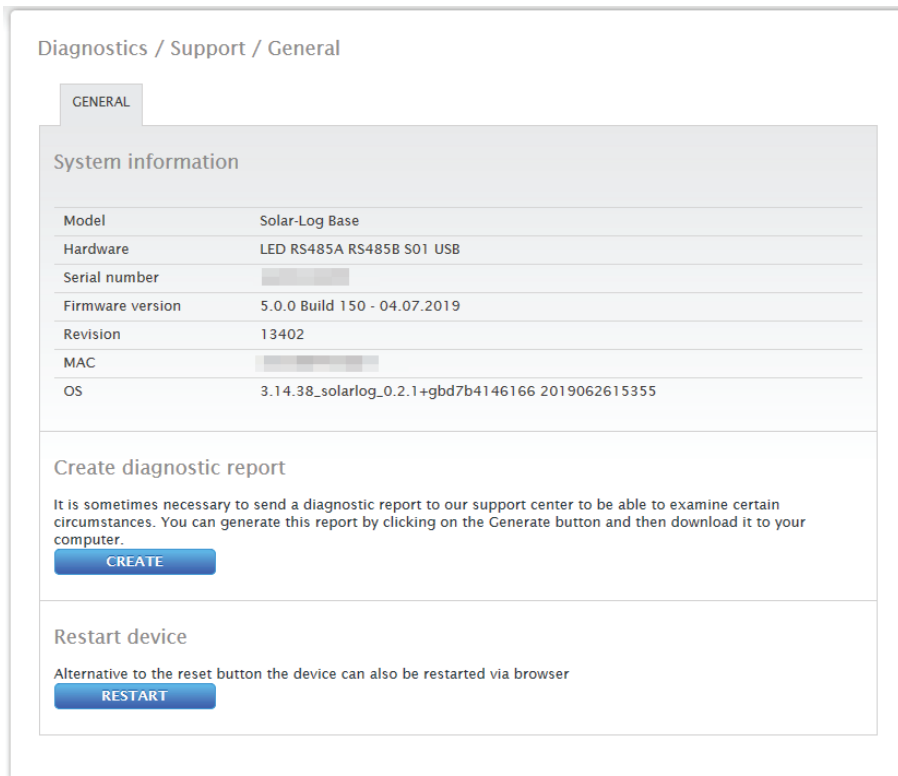 Diagnostics / Support / General
GENERAL
System information
Model Solar-Log Base
Hardware LED RS485A RS485B S01 USB
Serial number
Firmware version 5.0.0 Build 150 - 04.07.2019
Revision 13402
MAC
OS 3.14.38_solarlog_0.2.1+gbd7b4146166 2019062615355
Create diagnostic report
It is sometimes necessary to send a diagnostic report to our support center to be able to examine certain
circumstances. You can generate this report by clicking on the Generate button and then download it to your
computer.
CREATE
Restart device
Alternative to the reset button the device can also be restarted via browser
RESTART